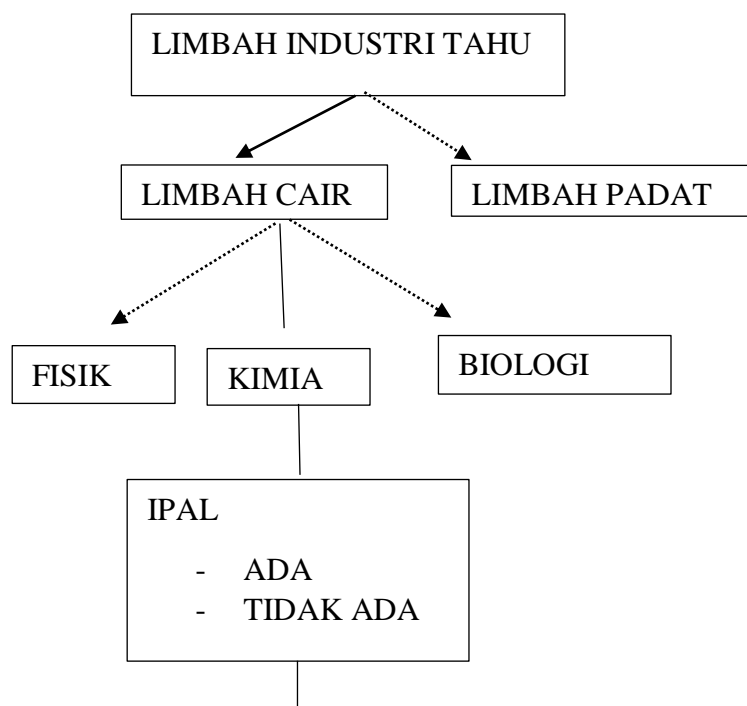 LIMBAH INDUSTRI TAHU
LIMBAH CAIR
LIMBAH PADAT
FISIK
KIMIA
BIOLOGI
IPAL
- ADA
- TIDAK ADA